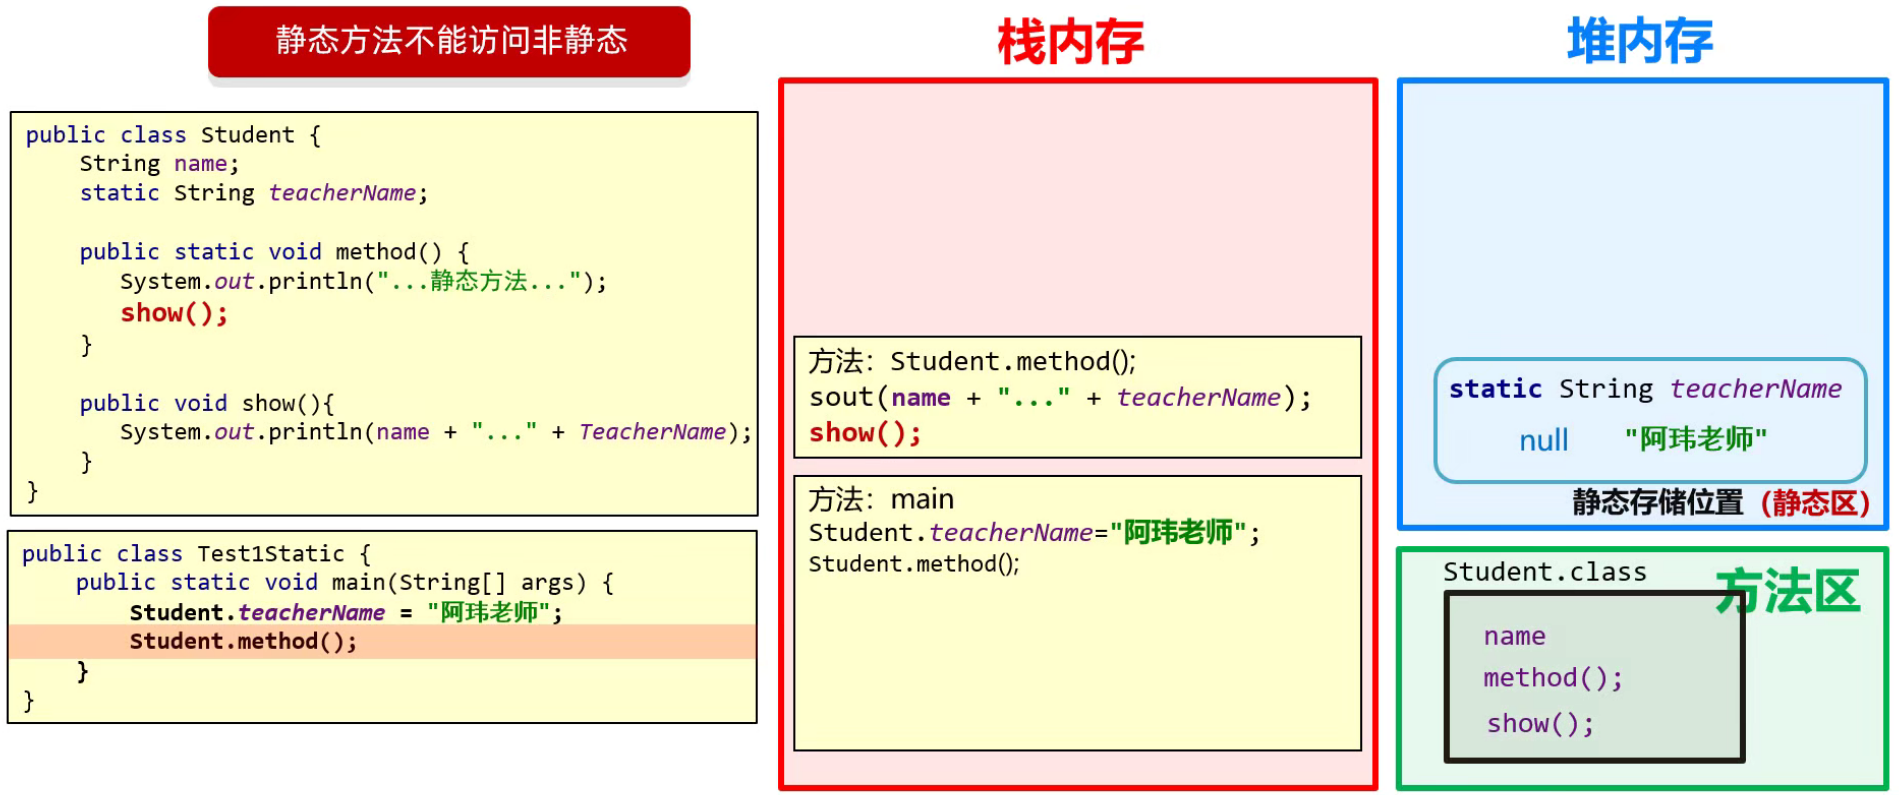 静态方法不能访问非静态
public class Student {
String name;
static String teacherName;
public static void method() {
System.out.println("...静态方法...");
show();
}
public void show(){
System.out.println(name + "..." + TeacherName);
}
}
public class Test1Static {
public static void main(String[] args) {
Student.teacherName = "阿玮老师";
Student.method();
}
}
栈内存
方法：Student.method();
sout(name + "..." + teacherName);
show();
方法：main
Student.teacherName="阿玮老师";
Student.method();
堆内存
static String teacherName
null "阿玮老师"
静态存储位置（静态区）
Student.class
方法区
name
method();
show();